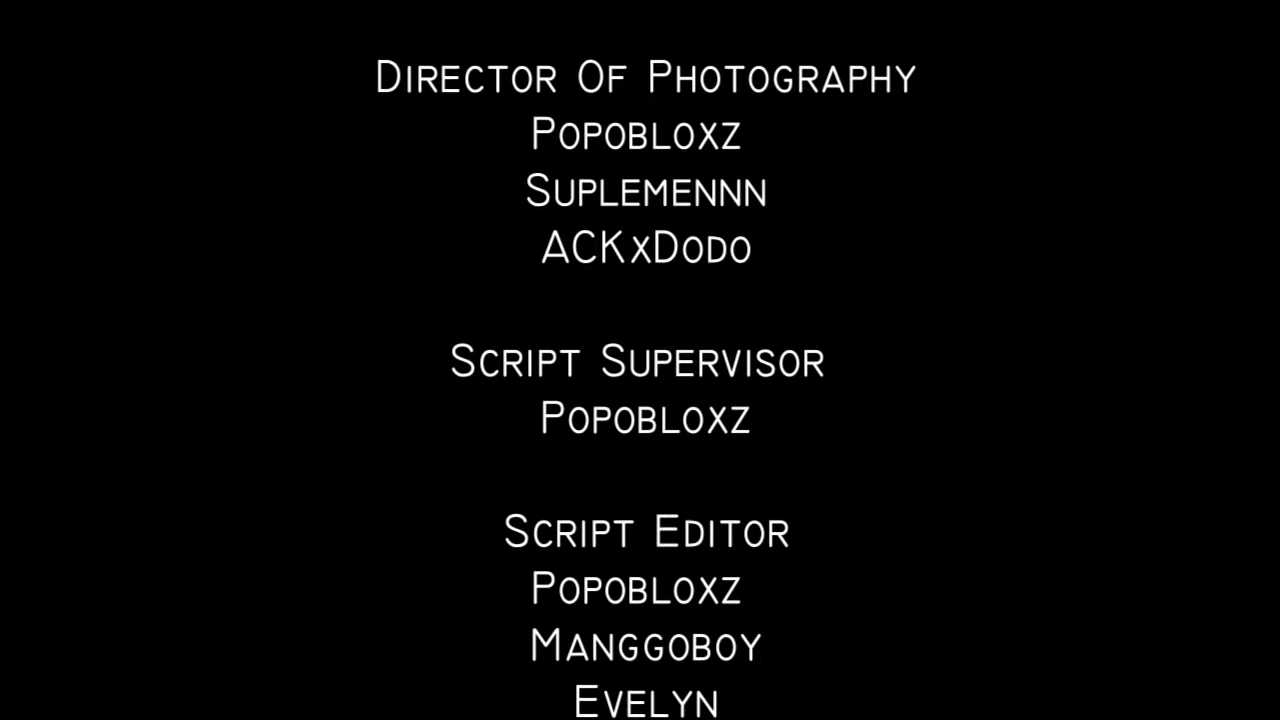 Director Of Photography
Popobloxz
Suplemennn
ACKxDodo
Script Supervisor
Popobloxz
Script Editor
Popobloxz
Manggoboy
Evelyn